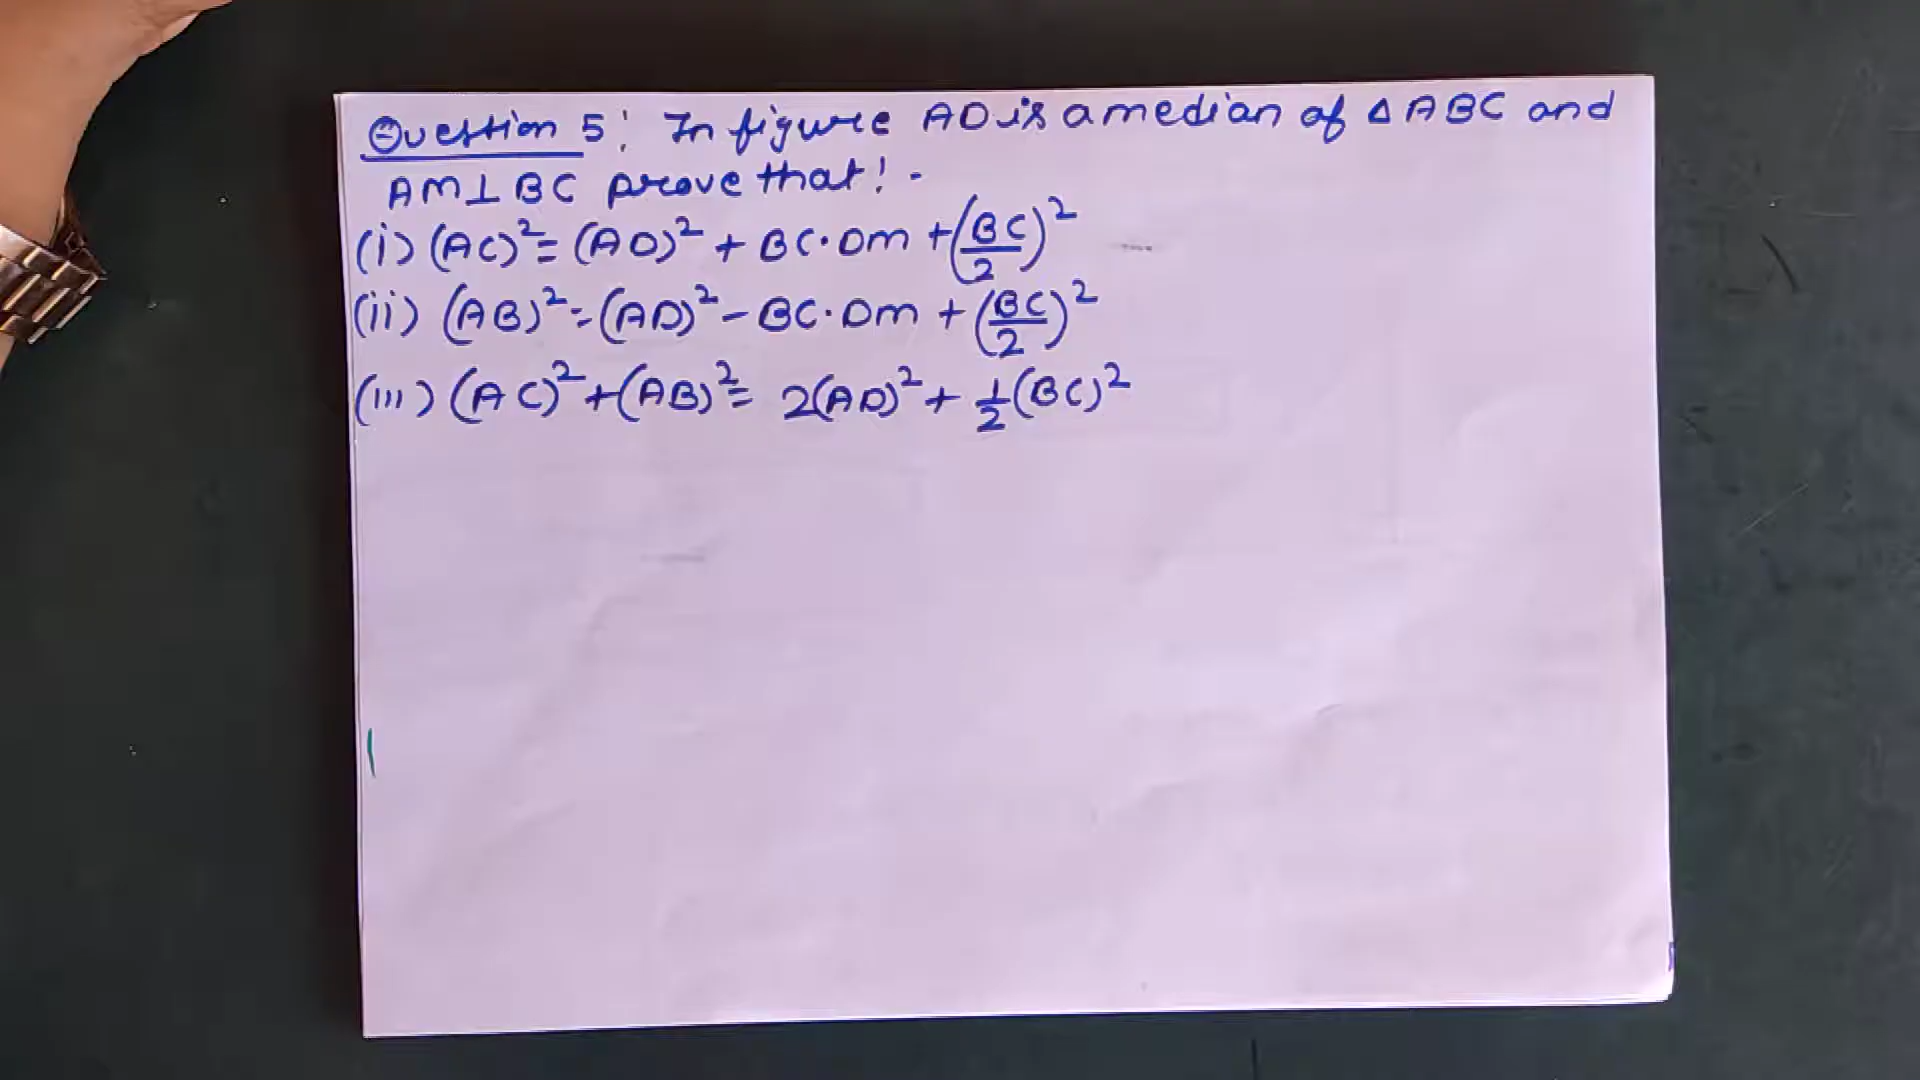 Question 5: In figure AD is a median of △ABC and
AM⊥BC prove that:-
(i) (AC)² = (AD)² + BC·DM + (BC/2)²
(ii) (AB)² = (AD)² - BC·DM + (BC/2)²
(iii) (AC)² + (AB)² = 2(AD)² + 1/2 (BC)²